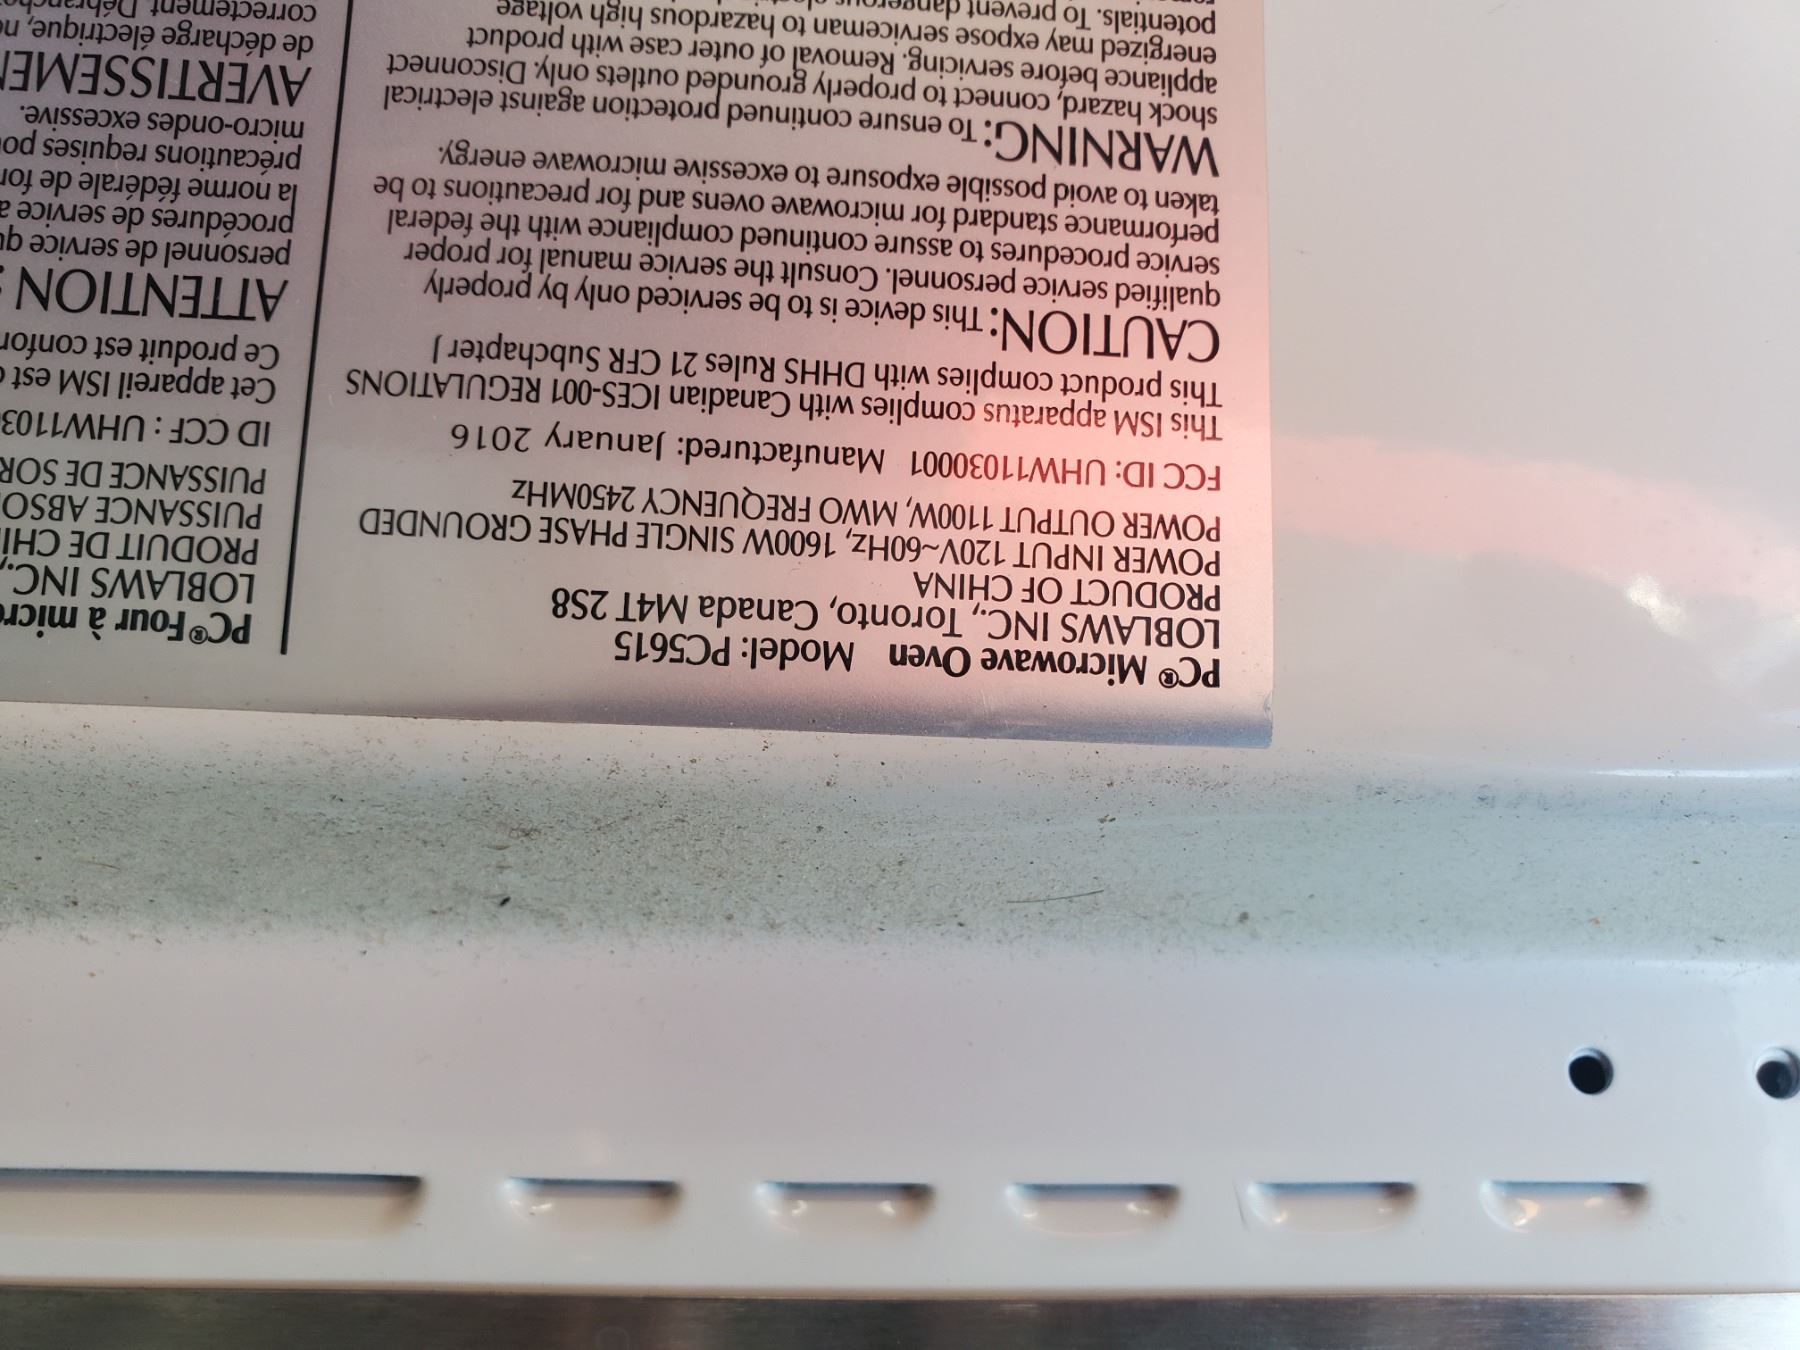 PC® Microwave Oven Model: PC5615
LOBLAWS INC., Toronto, Canada M4T 2S8
PRODUCT OF CHINA
POWER INPUT 120V~60Hz, 1600W SINGLE PHASE GROUNDED
POWER OUTPUT 1100W, MWO FREQUENCY 2450MHz
FCC ID: UHW11030001 Manufactured: January 2016
This ISM apparatus complies with Canadian ICES-001 REGULATIONS
This product complies with DHHS Rules 21 CFR Subchapter J
CAUTION: This device is to be serviced only by properly
qualified service personnel. Consult the service manual for proper
service procedures to assure continued compliance with the federal
performance standard for microwave ovens and for precautions to be
taken to avoid possible exposure to excessive microwave energy.
WARNING: To ensure continued protection against electrical
shock hazard, connect to properly grounded outlets only. Disconnect
appliance before servicing. Removal of outer case with product
energized may expose serviceman to hazardous high voltage
potentials. To prevent dangerous
PC® Four à micro
LOBLAWS INC.,
PRODUIT DE CHI
PUISSANCE ABSO
PUISSANCE DE SOR
ID CCF : UHW1103
Cet appareil ISM est
Ce produit est confor
ATTENTION :
personnel de service qu
procédures de service a
la norme fédérale de for
précautions requises po
micro-ondes excessive.
AVERTISSEMEN
de décharge électrique, n
correctement. Débranche